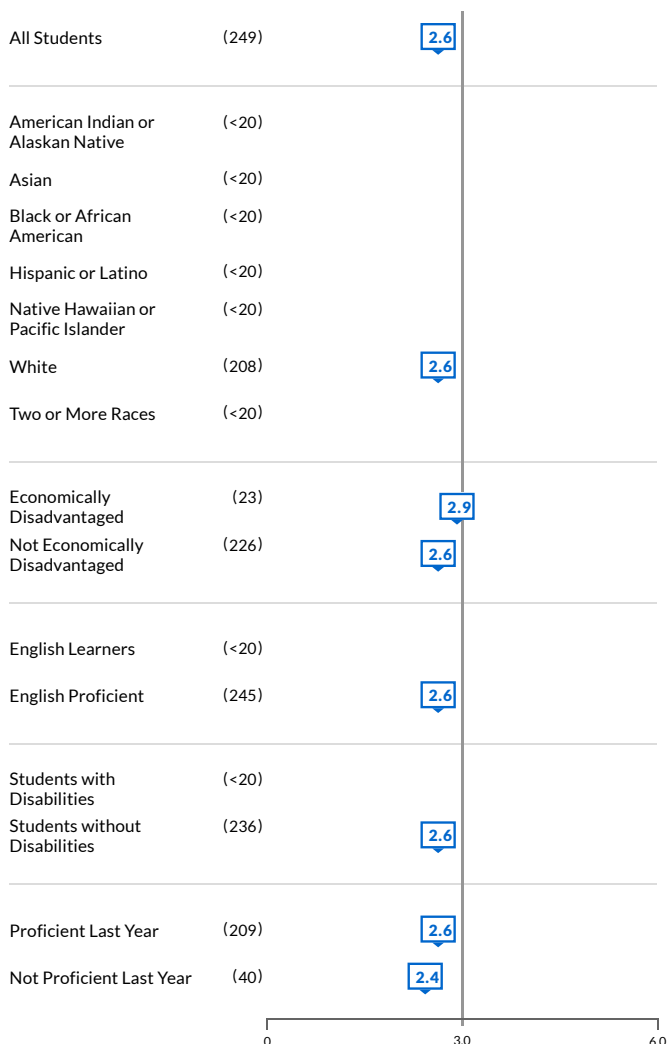 All Students (249) 2.6
American Indian or (<20)
Alaskan Native
Asian (<20)
Black or African (<20)
American
Hispanic or Latino (<20)
Native Hawaiian or (<20)
Pacific Islander
White (208) 2.6
Two or More Races (<20)
Economically (23) 2.9
Disadvantaged
Not Economically (226) 2.6
Disadvantaged
English Learners (<20)
English Proficient (245) 2.6
Students with (<20)
Disabilities
Students without (236) 2.6
Disabilities
Proficient Last Year (209) 2.6
Not Proficient Last Year (40) 2.4
0 3.0 6.0